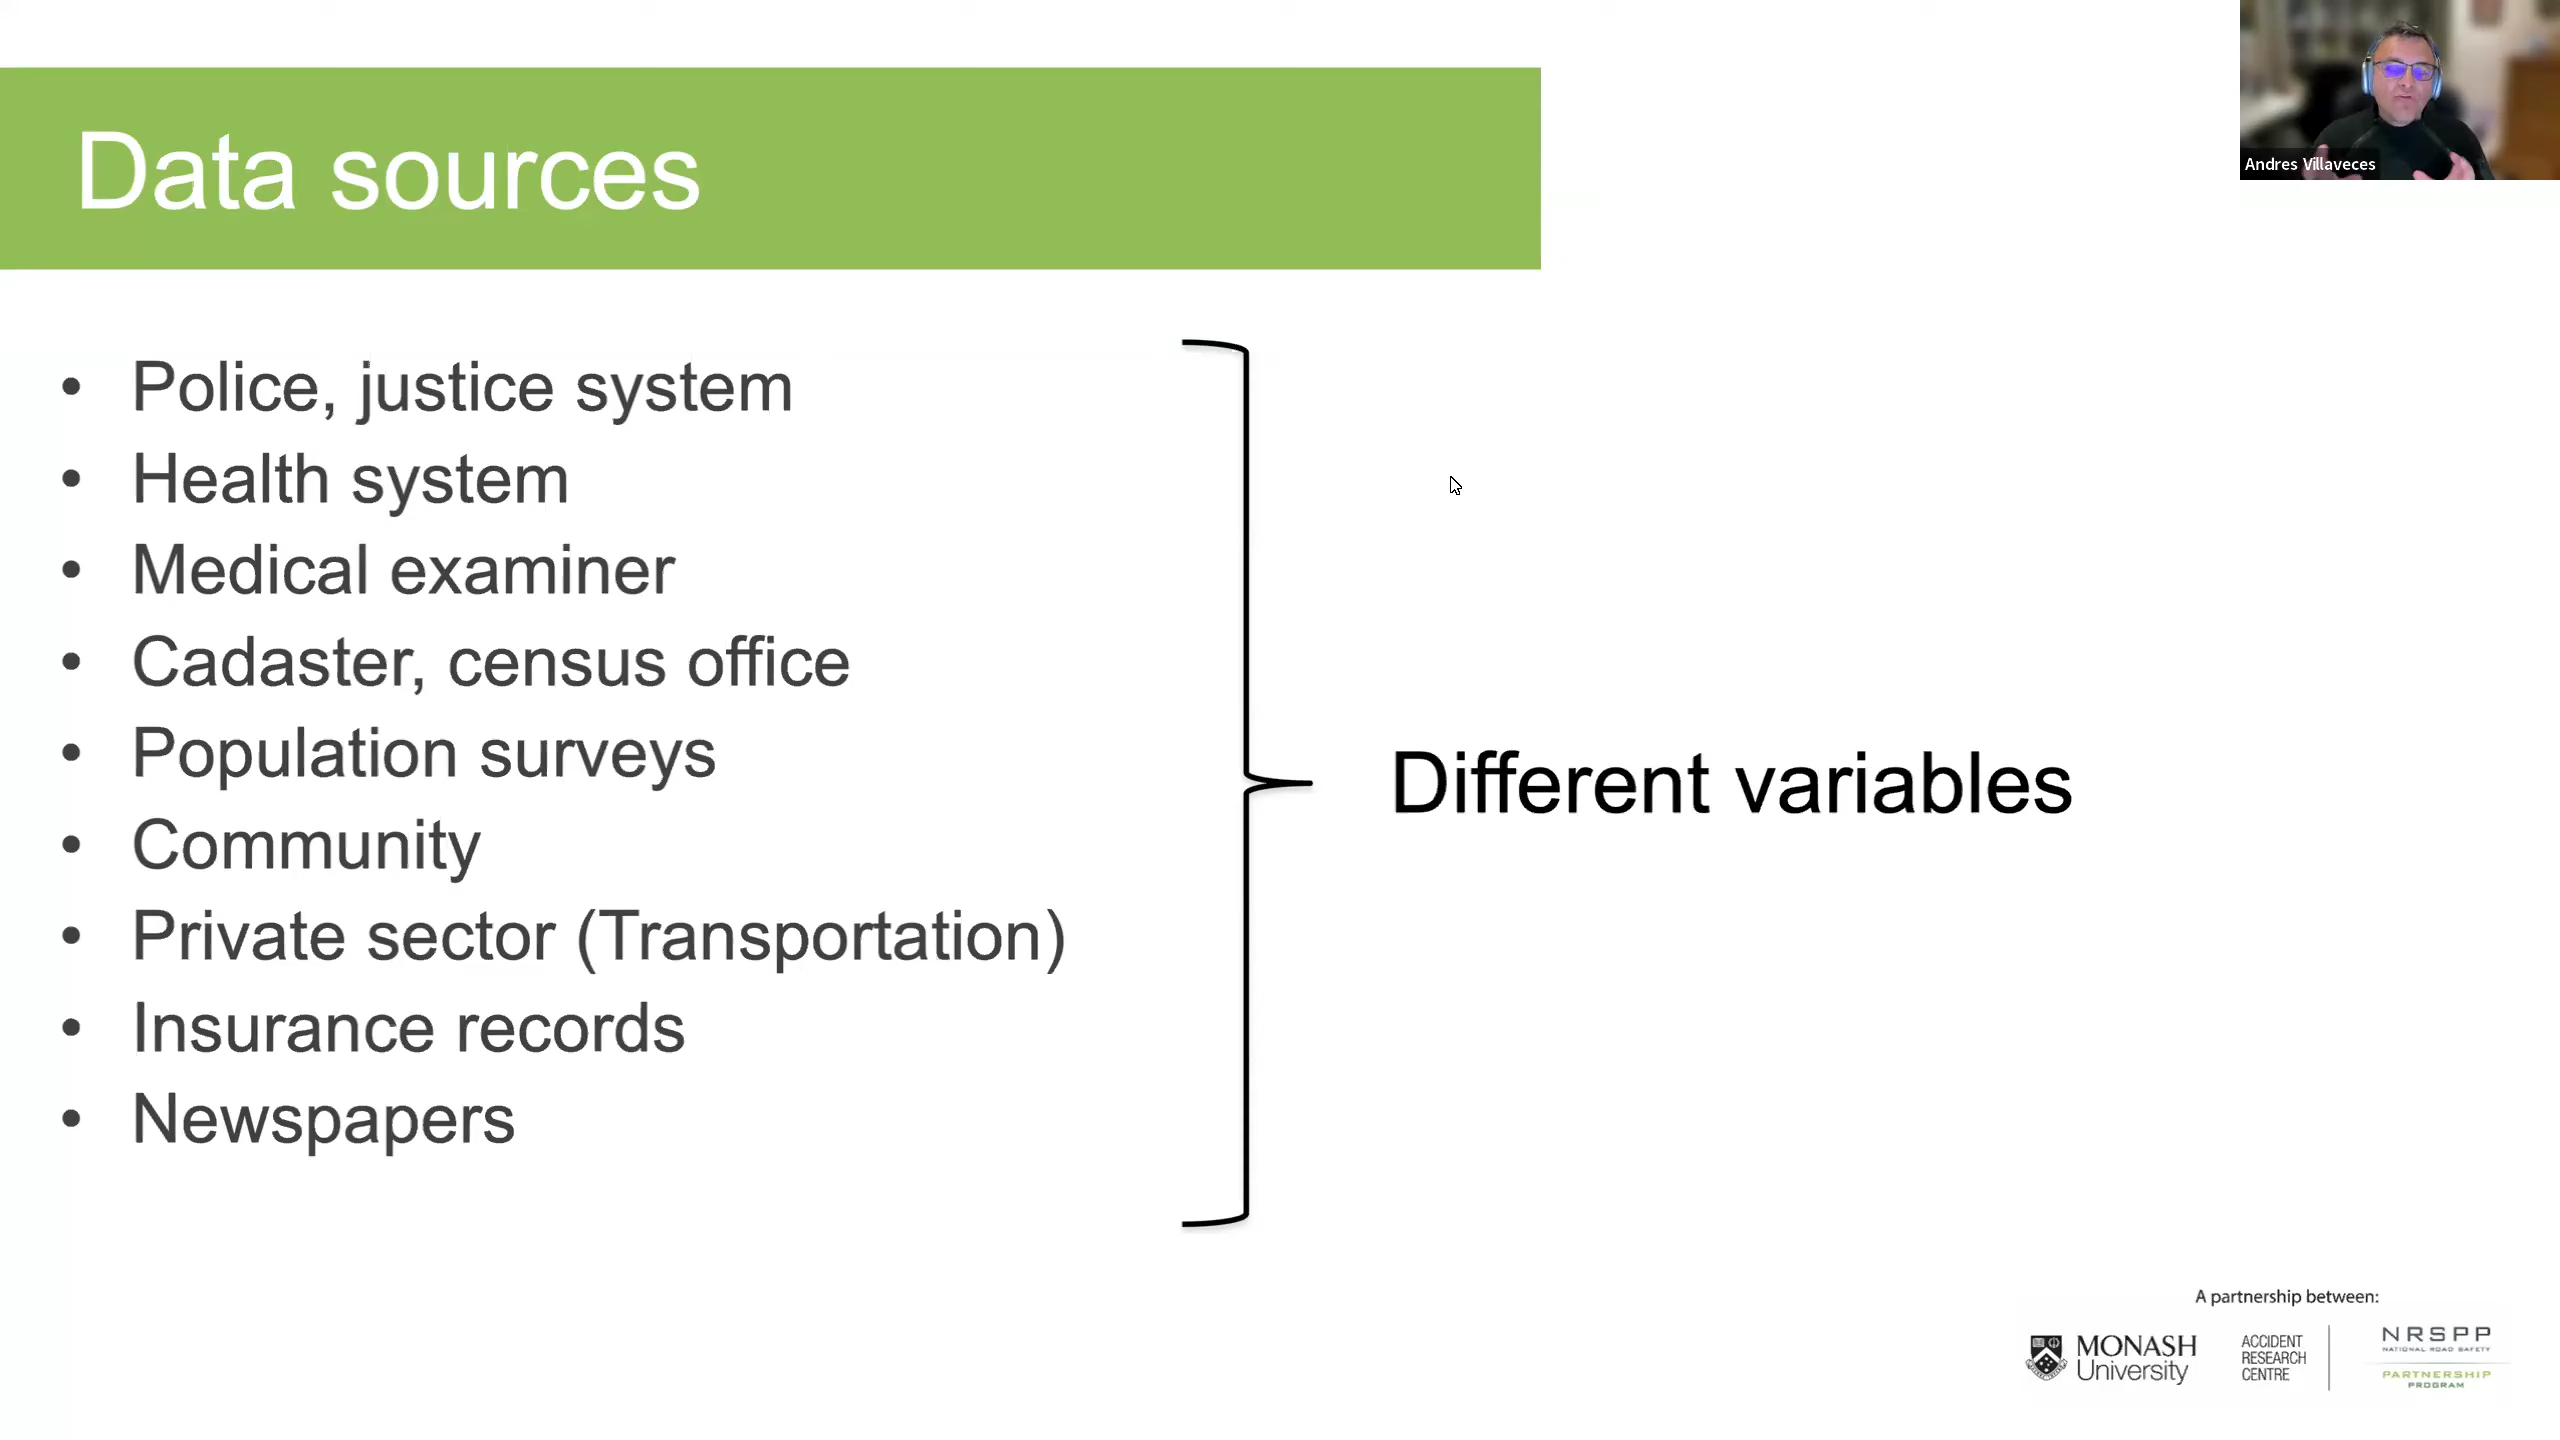 Andres Villaveces
Data sources
• Police, justice system
• Health system
• Medical examiner
• Cadaster, census office
• Population surveys
• Community
• Private sector (Transportation)
• Insurance records
• Newspapers
Different variables
A partnership between:
MONASH
University
ACCIDENT
RESEARCH
CENTRE
NRSPP
NATIONAL ROAD SAFETY
PARTNERSHIP
PROGRAM